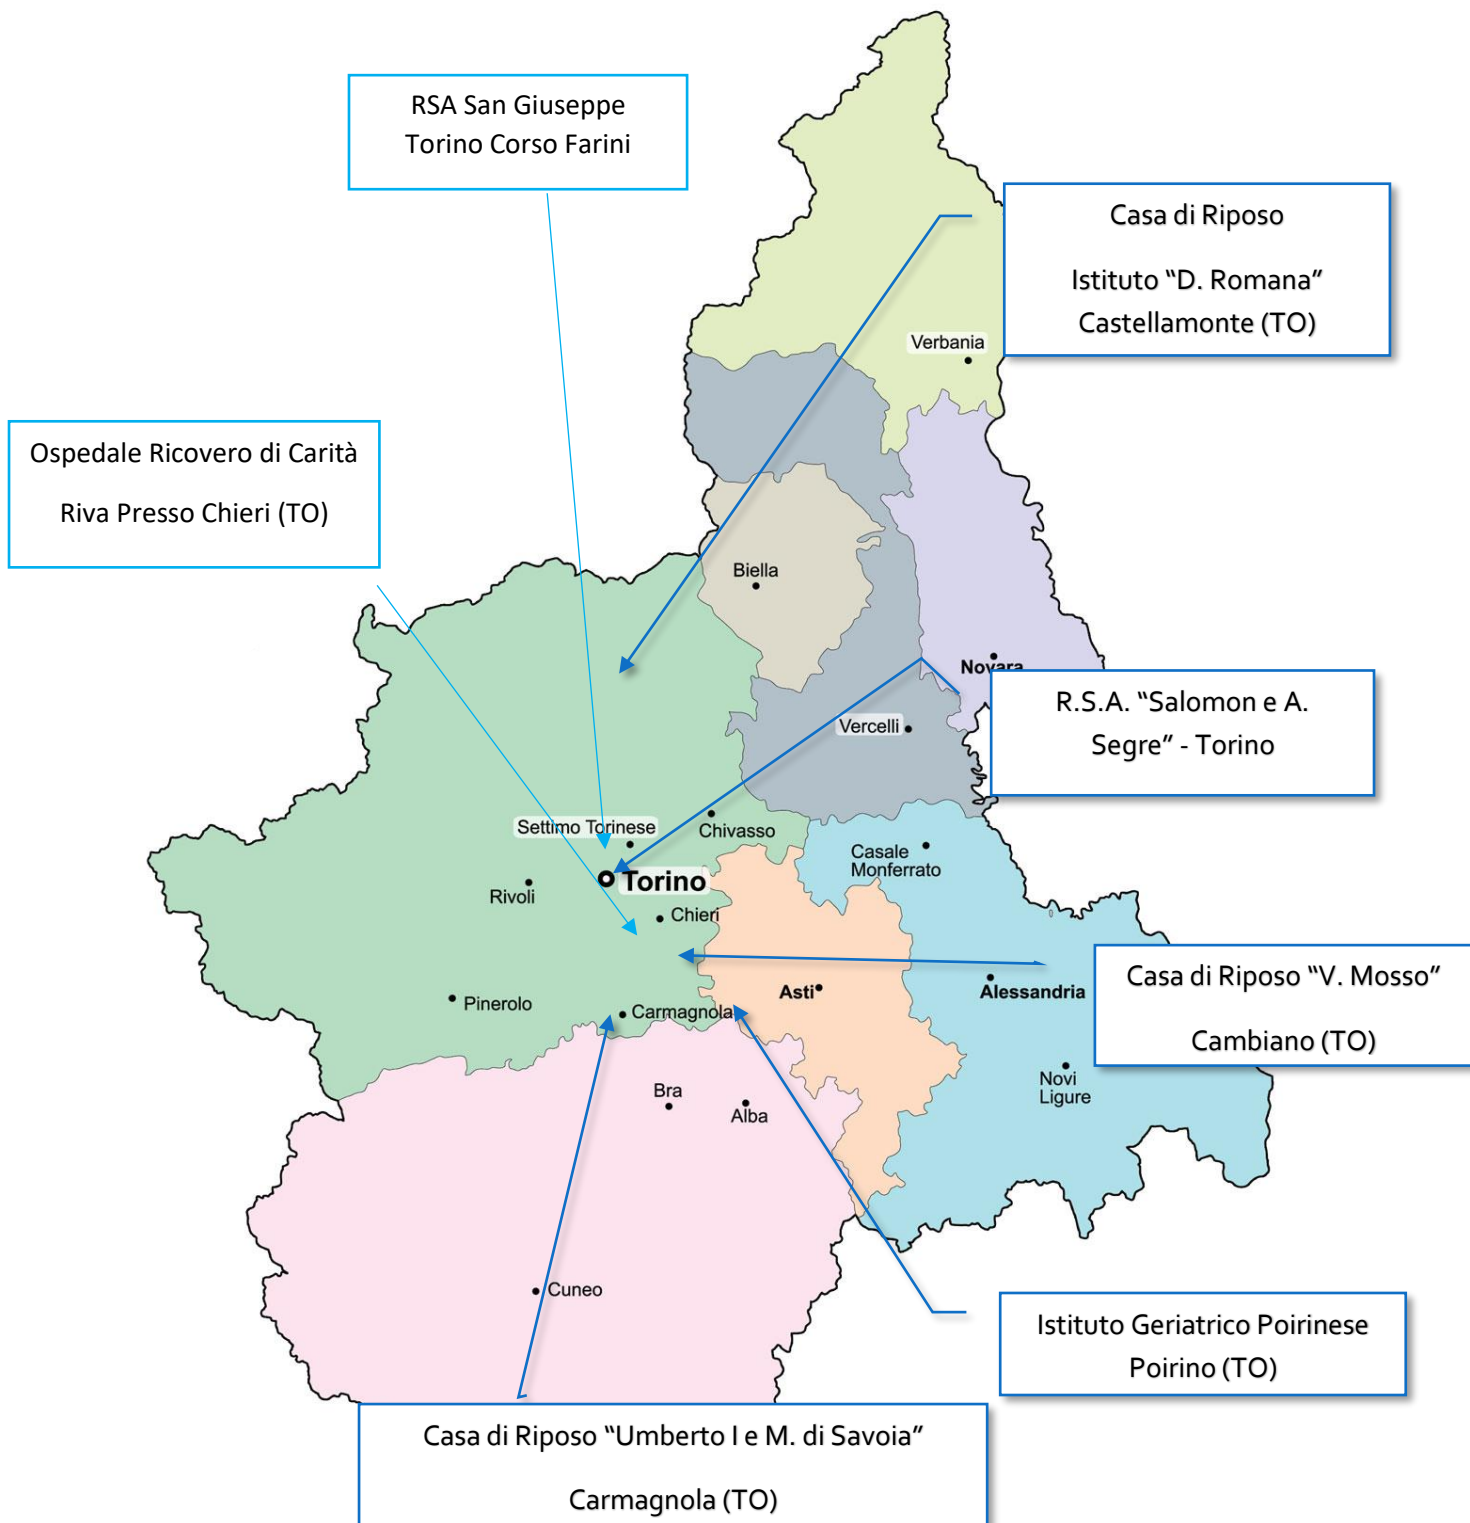 RSA San Giuseppe
Torino Corso Farini
Casa di Riposo
Istituto “D. Romana”
Castellamonte (TO)
Verbania
Ospedale Ricovero di Carità
Riva Presso Chieri (TO)
Biella
Novara
R.S.A. “Salomon e A.
Segre” - Torino
Vercelli
Settimo Torinese
Chivasso
Casale
Monferrato
Torino
Rivoli
Chieri
Casa di Riposo “V. Mosso”
Cambiano (TO)
Asti
Alessandria
Pinerolo
Carmagnola
Novi
Ligure
Bra
Alba
Cuneo
Istituto Geriatrico Poirinese
Poirino (TO)
Casa di Riposo “Umberto I e M. di Savoia”
Carmagnola (TO)